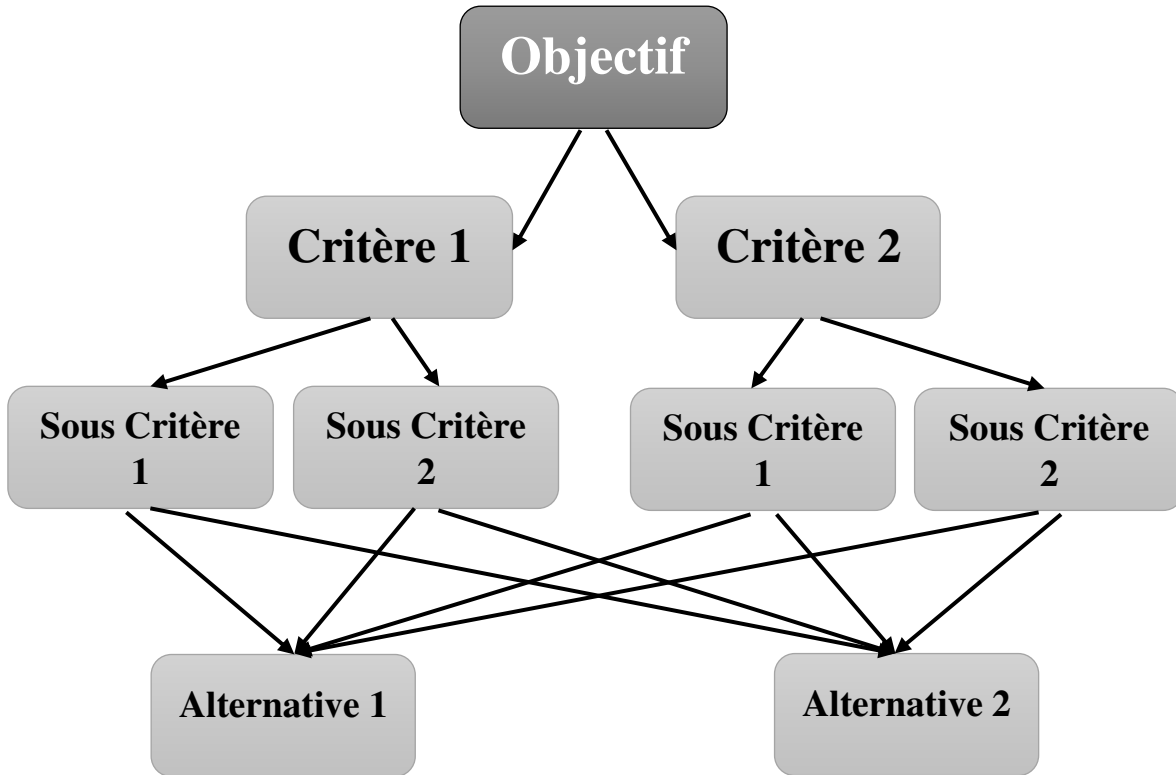 Objectif
Critère 1
Critère 2
Sous Critère
1
Sous Critère
2
Sous Critère
1
Sous Critère
2
Alternative 1
Alternative 2